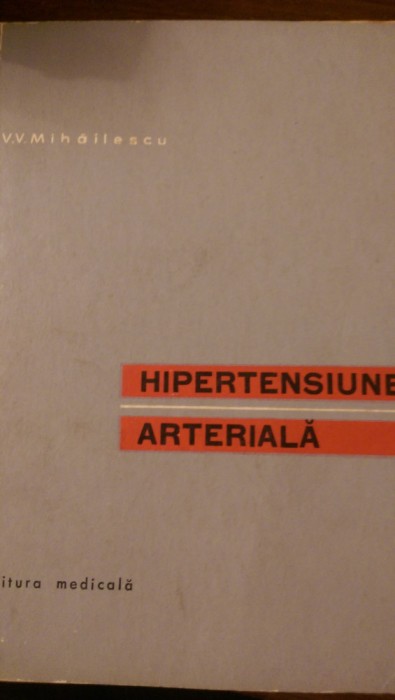 V.V. Mihăilescu
HIPERTENSIUNE
ARTERIALĂ
itura medicală